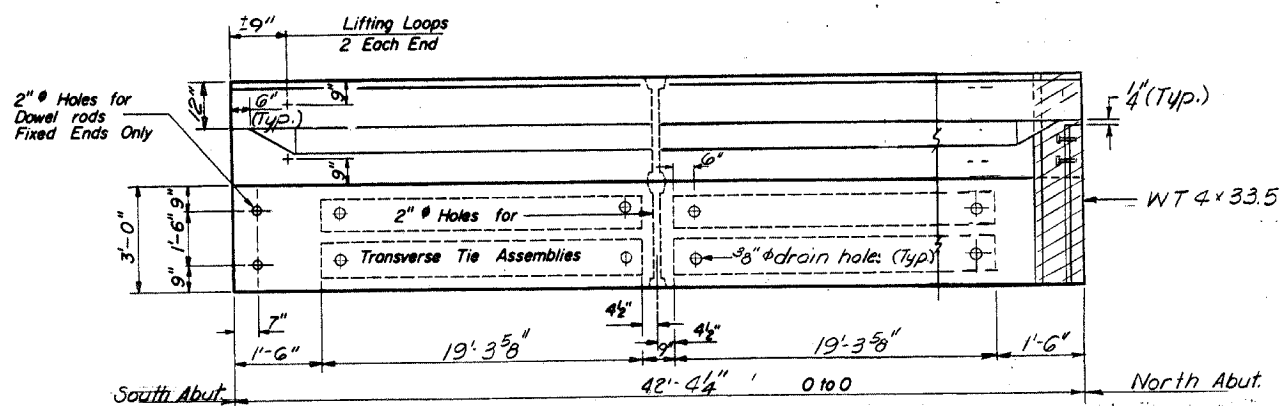 ±9"
Lifting Loops
2 Each End
2" ϕ Holes for
Dowel rods
Fixed Ends Only
12"
6"
(Typ.)
9"
9"
1/4" (Typ.)
6"
WT 4 × 33.5
3'-0"
9"
1'-6"
9"
2" ϕ Holes for
Transverse Tie Assemblies
3/8" ϕ drain holes (Typ)
7"
4 1/2"
4 1/2"
1'-6"
19'-3 5/8"
9"
19'-3 5/8"
1'-6"
South Abut.
42'-4 1/4" 0 to 0
North Abut.